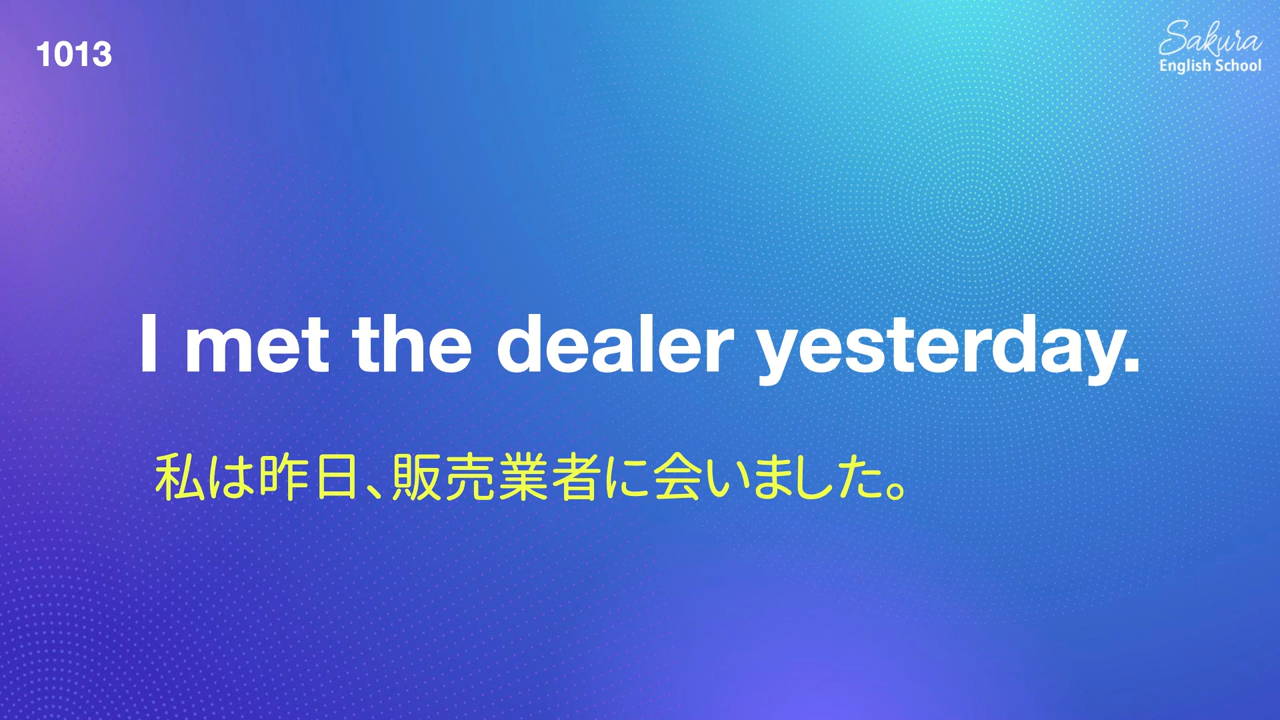 1013
Sakura
English School
I met the dealer yesterday.
私は昨日、販売業者に会いました。